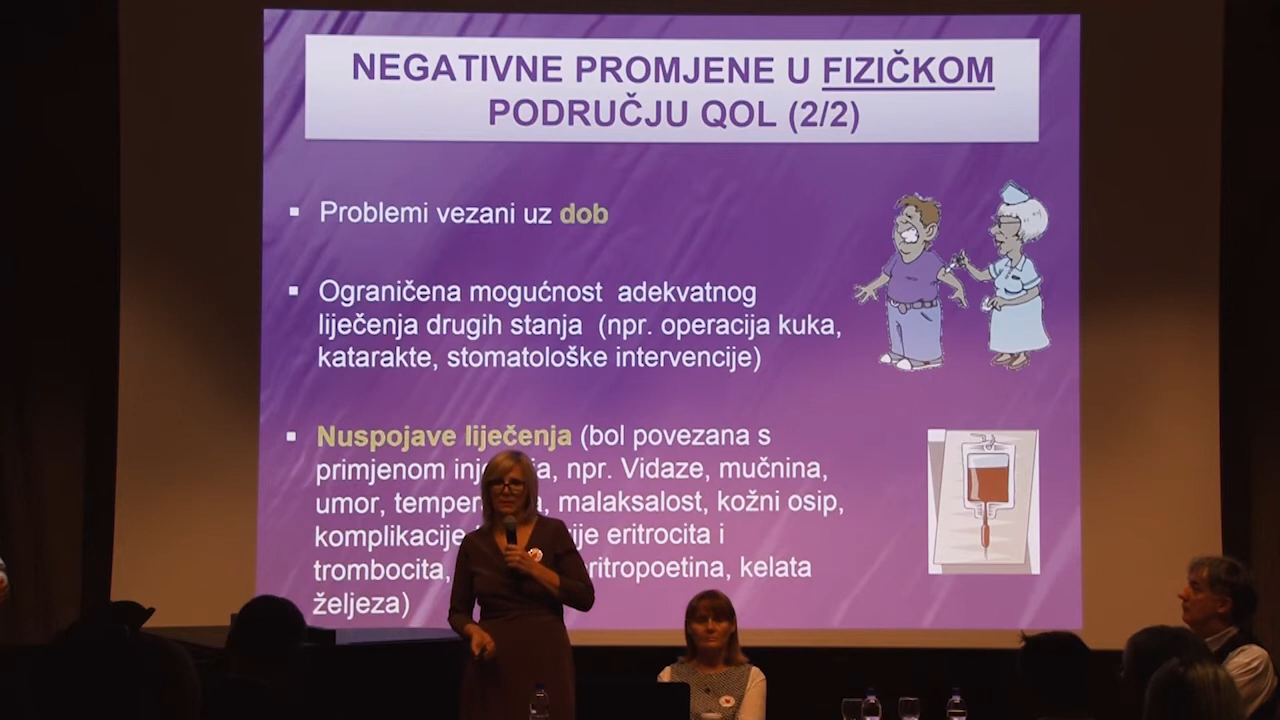 NEGATIVNE PROMJENE U FIZIČKOM
PODRUČJU QOL (2/2)
▪ Problemi vezani uz dob
▪ Ograničena mogućnost adekvatnog
liječenja drugih stanja (npr. operacija kuka,
katarakte, stomatološke intervencije)
▪ Nuspojave liječenja (bol povezana s
primjenom , npr. Vidaze, mučnina,
umor, malaksalost, kožni osip,
komplikacije eritrocita i
trombocita, kelata
željeza)